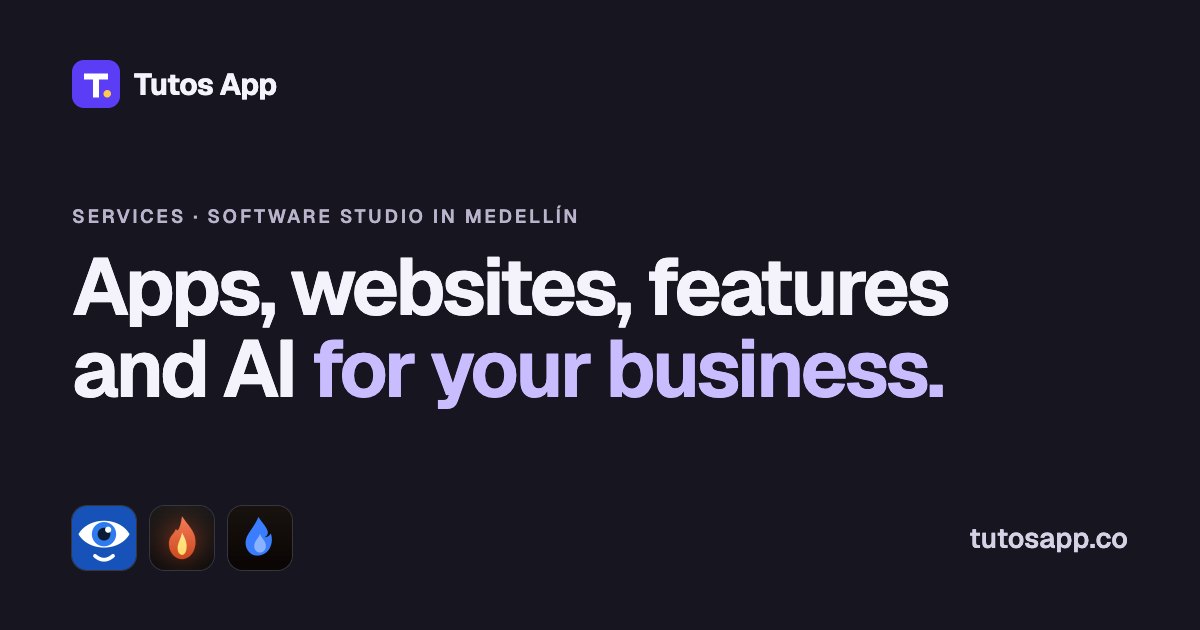 T.
Tutos App
SERVICES · SOFTWARE STUDIO IN MEDELLÍN
Apps, websites, features
and AI for your business.
tutosapp.co